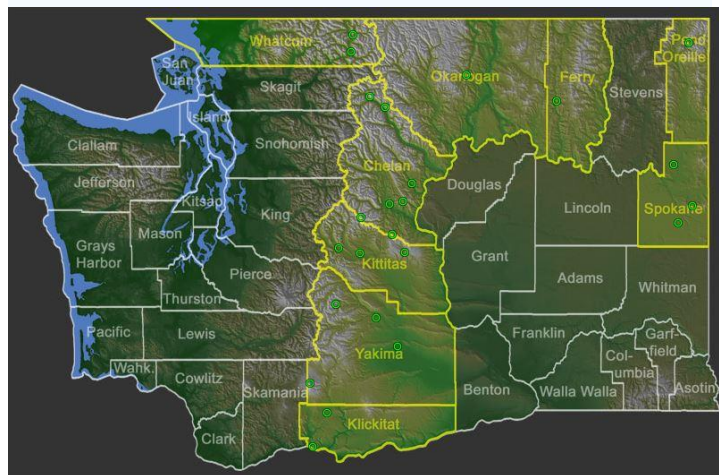 Whatcom
San
Juan
Skagit
Island
Okanogan
Ferry
Pend
Oreille
Stevens
Clallam
Snohomish
Jefferson
Chelan
Kitsap
King
Douglas
Lincoln
Spokane
Mason
Grays
Harbor
Kittitas
Grant
Pierce
Adams
Whitman
Thurston
Pacific
Lewis
Yakima
Franklin
Garf-
field
Wahk.
Cowlitz
Skamania
Benton
Walla Walla
Col-
umbia
Asotin
Klickitat
Clark